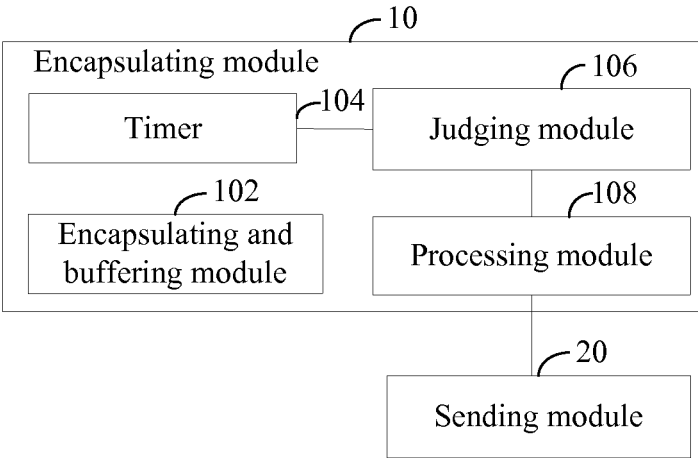 10
Encapsulating module
106
104
Timer
Judging module
102
108
Encapsulating and
buffering module
Processing module
20
Sending module